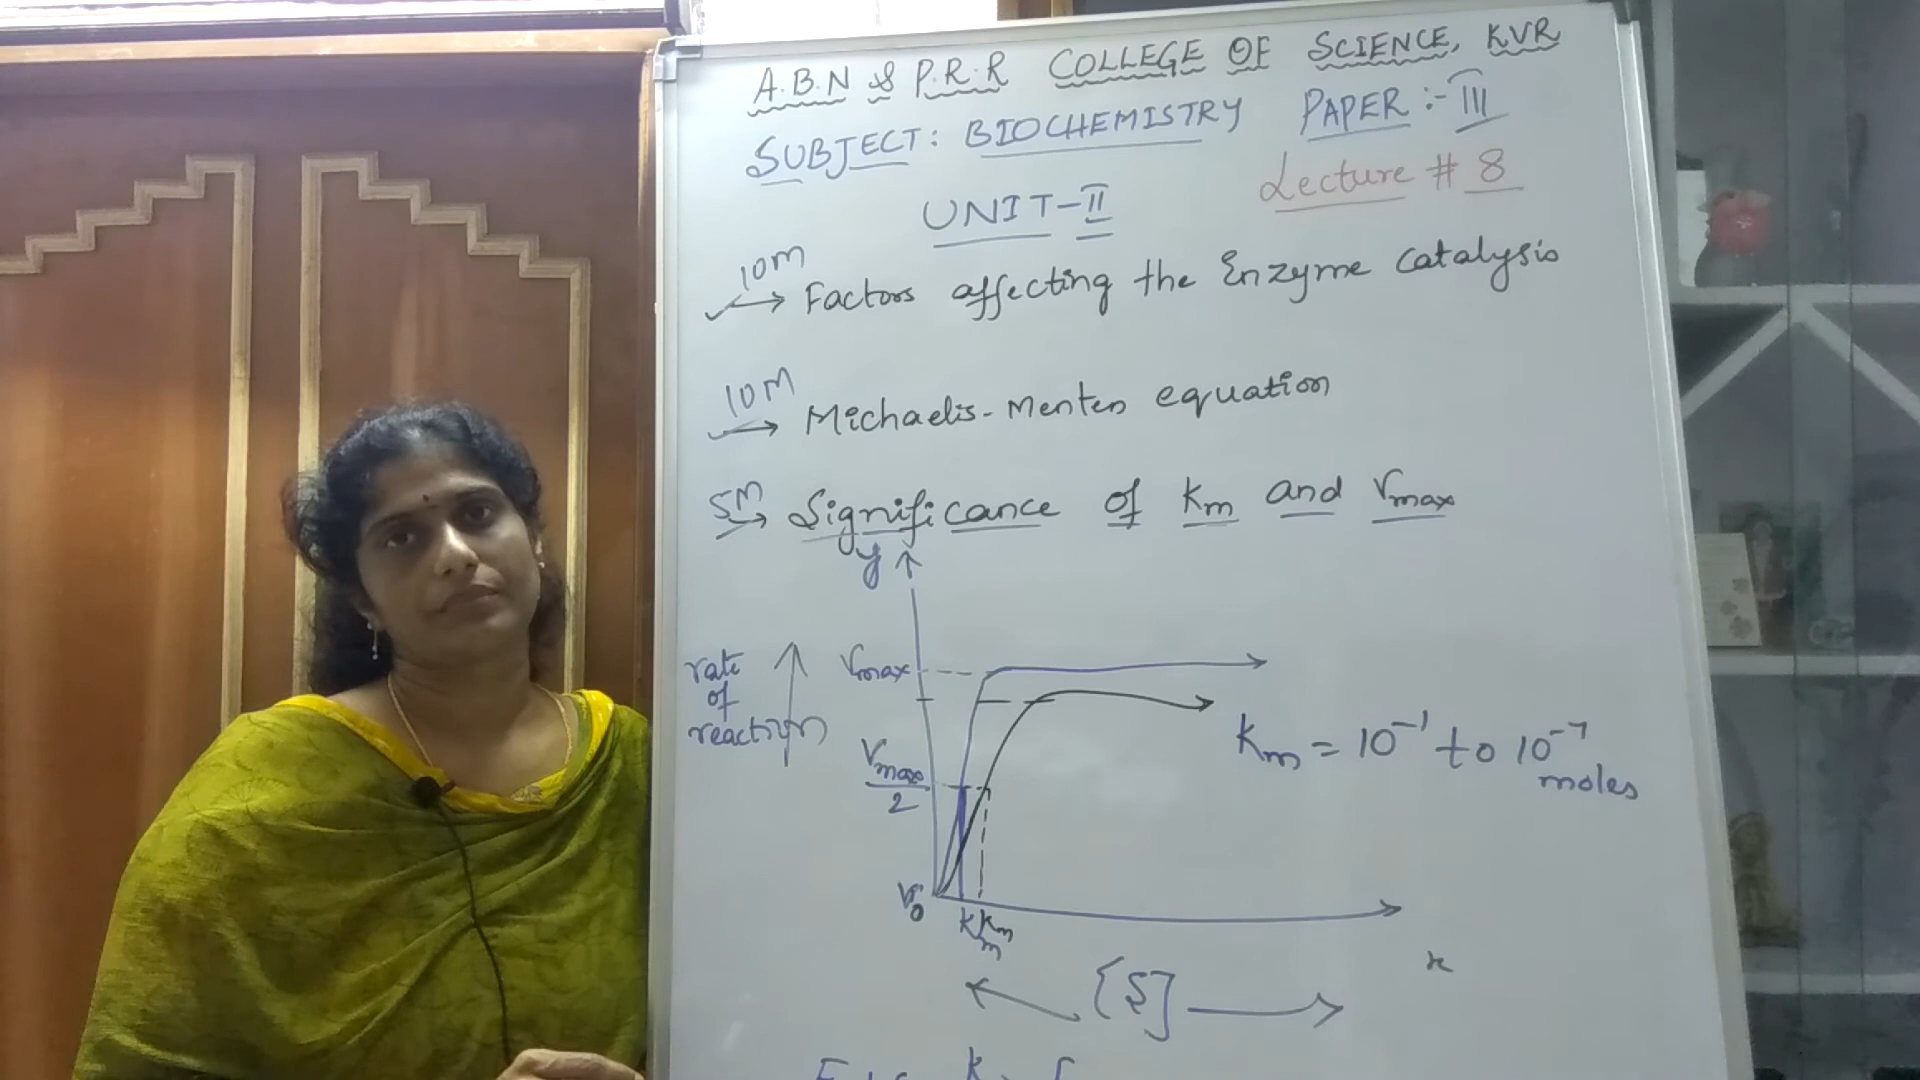 A.B.N & P.R.R COLLEGE OF SCIENCE, KVR
SUBJECT: BIOCHEMISTRY PAPER:- III
UNIT-II Lecture # 8
10M → Factors affecting the Enzyme catalysis
10M → Michaelis-Menten equation
5M → Significance of Km and Vmax
y
rate of reaction
Vmax
Vmax/2
Km = 10⁻¹ to 10⁻⁷ moles
V0
Km Km
x
[S]